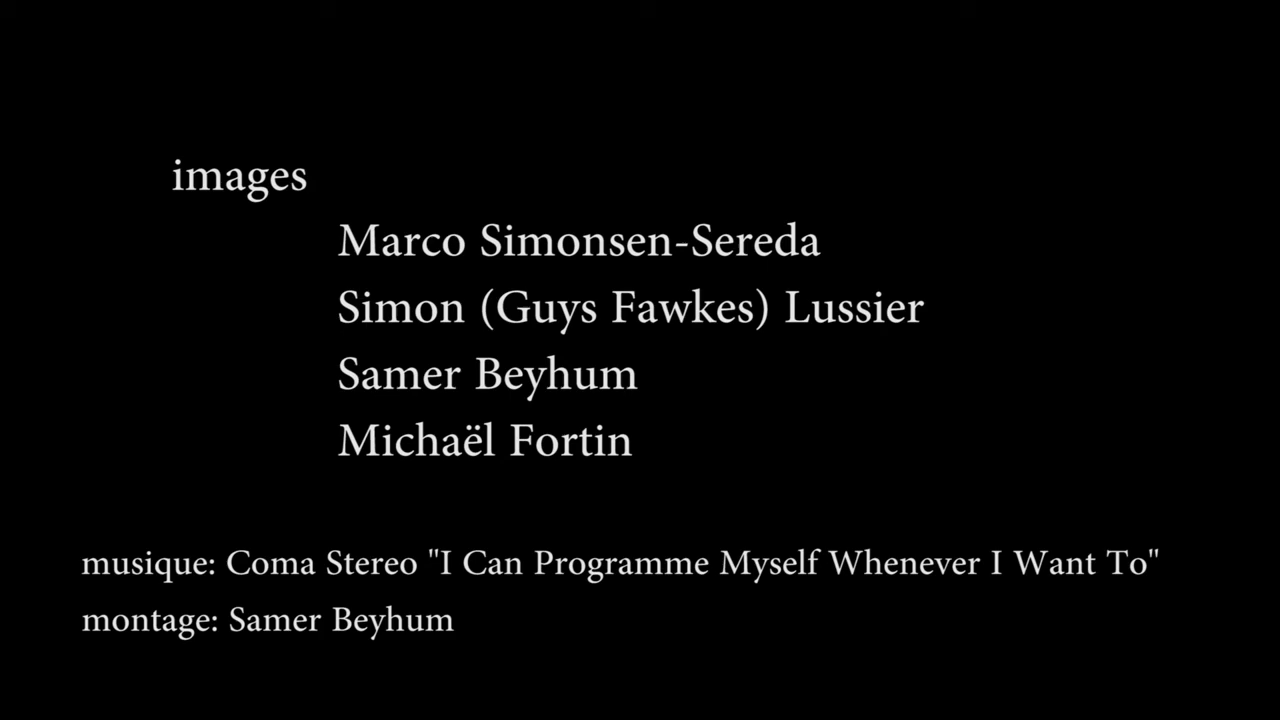 images
Marco Simonsen-Sereda
Simon (Guys Fawkes) Lussier
Samer Beyhum
Michaël Fortin
musique: Coma Stereo "I Can Programme Myself Whenever I Want To"
montage: Samer Beyhum